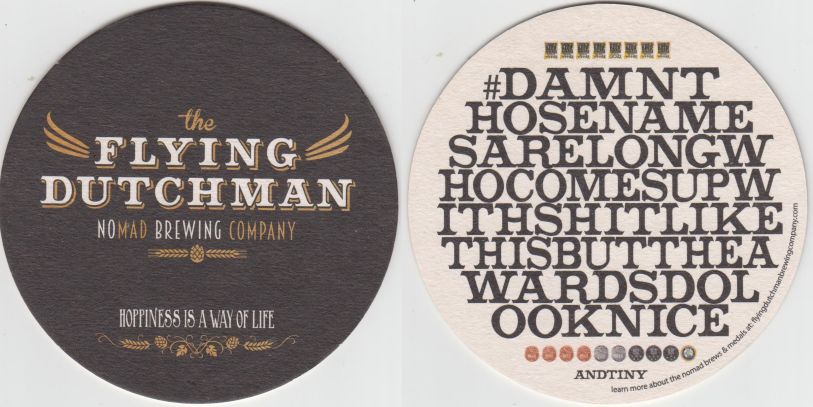 the
FLYING
DUTCHMAN
NOMAD BREWING COMPANY
HOPPINESS IS A WAY OF LIFE
#DAMNT
HOSENAME
SARELONGW
HOCOMESUPW
ITHSHITLIKE
THISBUTTHEA
WARDSDOL
OOKNICE
ANDTINY
learn more about the nomad brews & medals at: flyingdutchmanbrewingcompany.com